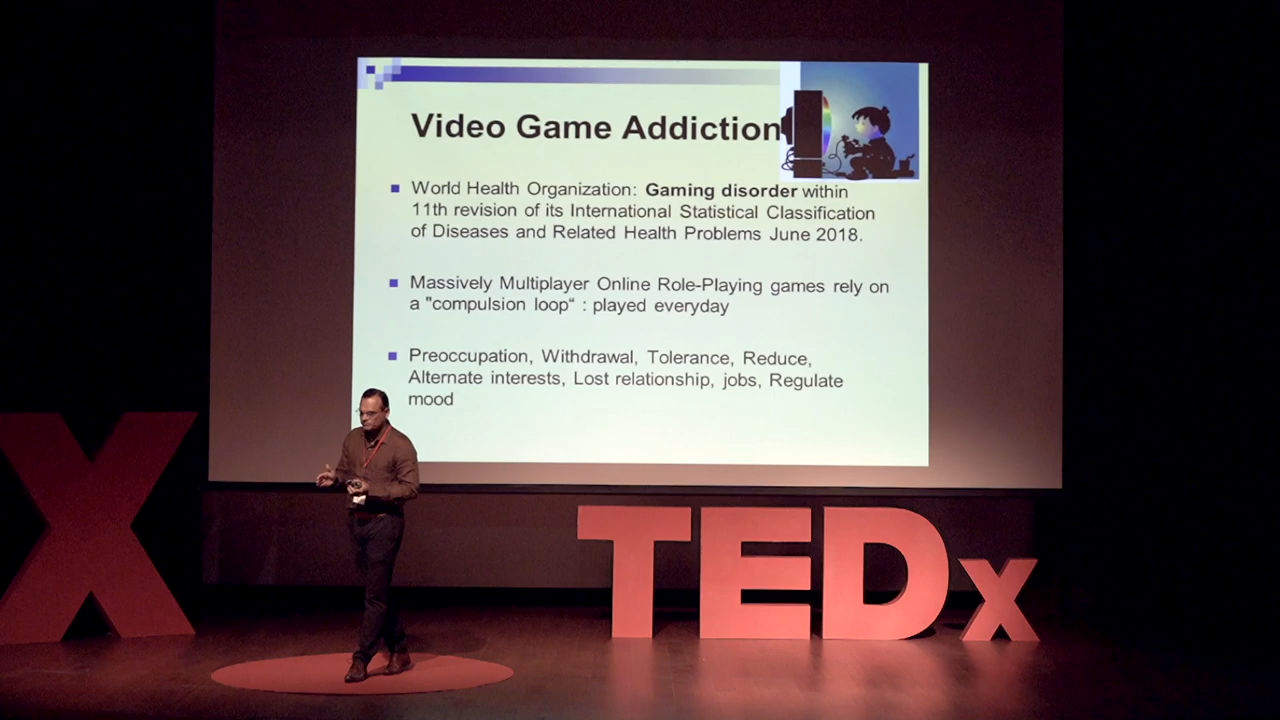 Video Game Addiction
World Health Organization: Gaming disorder within
11th revision of its International Statistical Classification
of Diseases and Related Health Problems June 2018.
Massively Multiplayer Online Role-Playing games rely on
a "compulsion loop“ : played everyday
Preoccupation, Withdrawal, Tolerance, Reduce,
Alternate interests, Lost relationship, jobs, Regulate
mood
X
TEDx